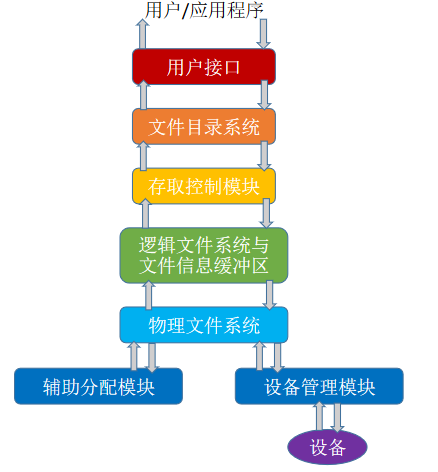 用户/应用程序
用户接口
文件目录系统
存取控制模块
逻辑文件系统与
文件信息缓冲区
物理文件系统
辅助分配模块
设备管理模块
设备